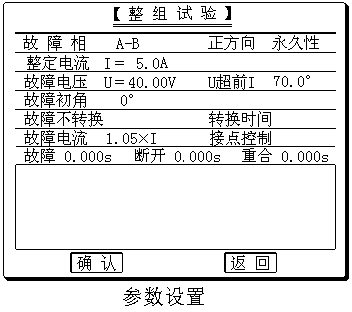 【整组试验】
故障相 A-B 正方向 永久性
整定电流 I= 5.0A
故障电压 U=40.00V U超前I 70.0°
故障初角 0°
故障不转换 转换时间
故障电流 1.05×I 接点控制
故障 0.000s 断开 0.000s 重合 0.000s
确认 返回
参数设置